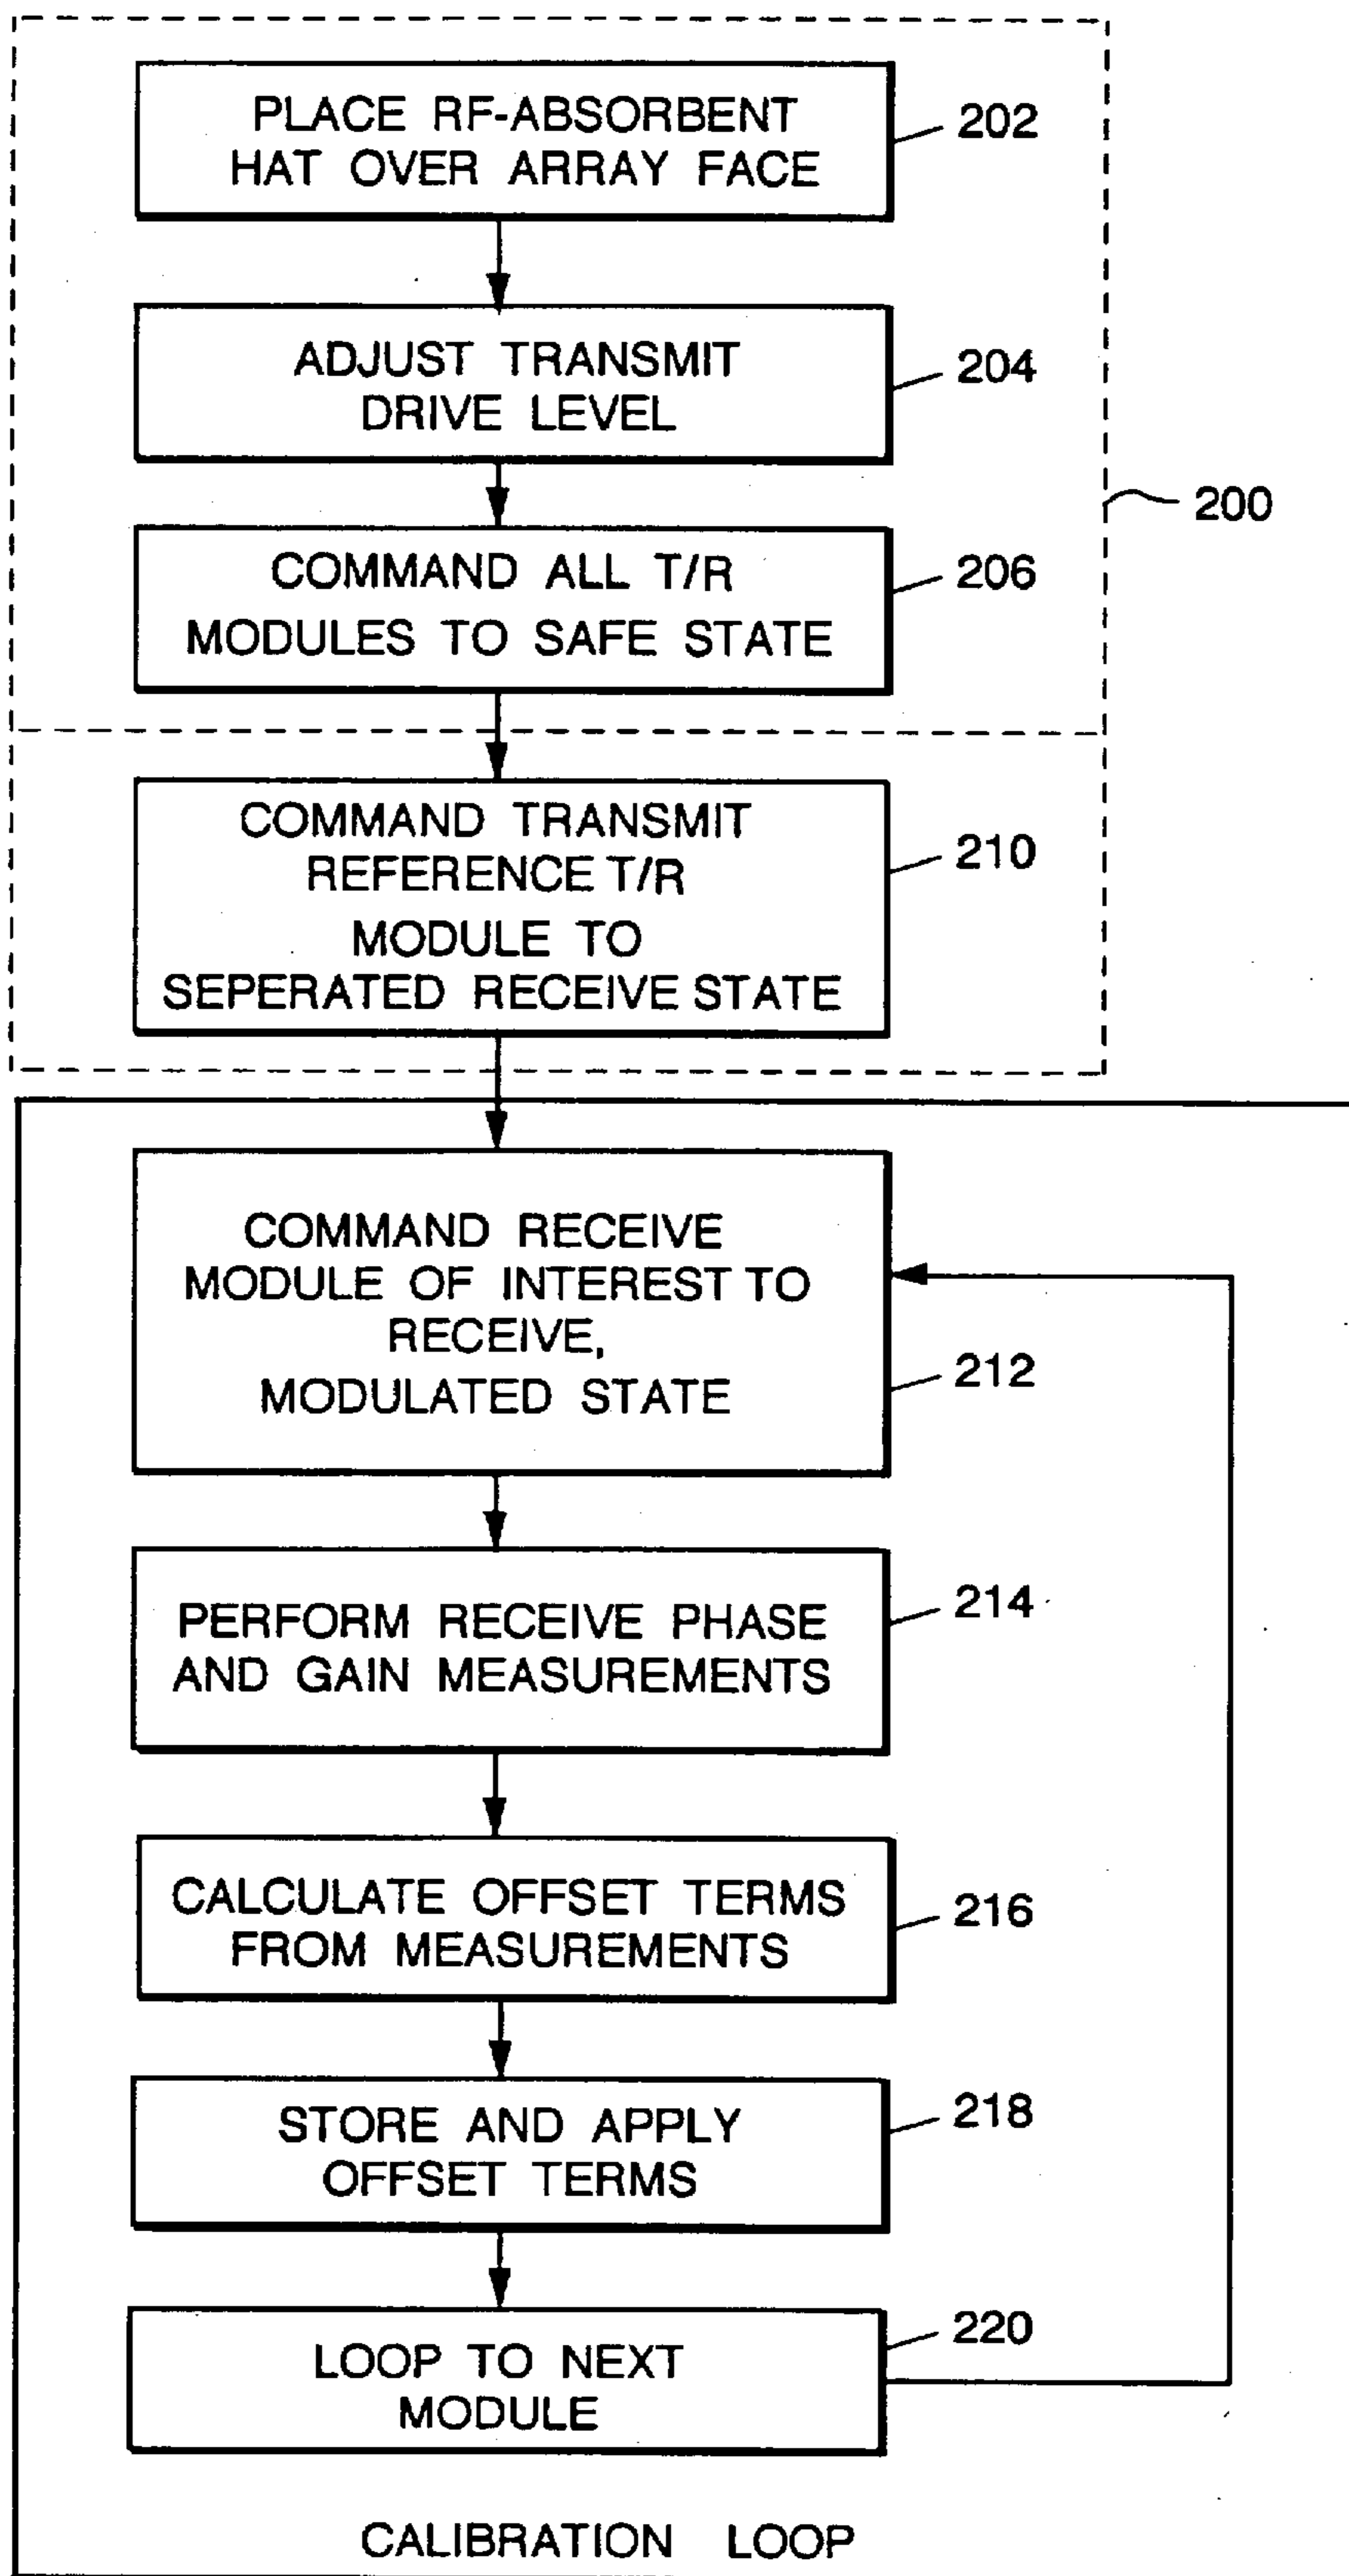 PLACE RF-ABSORBENT
HAT OVER ARRAY FACE
202
ADJUST TRANSMIT
DRIVE LEVEL
204
200
COMMAND ALL T/R
MODULES TO SAFE STATE
206
COMMAND TRANSMIT
REFERENCE T/R
MODULE TO
SEPERATED RECEIVE STATE
210
COMMAND RECEIVE
MODULE OF INTEREST TO
RECEIVE,
MODULATED STATE
212
PERFORM RECEIVE PHASE
AND GAIN MEASUREMENTS
214
CALCULATE OFFSET TERMS
FROM MEASUREMENTS
216
STORE AND APPLY
OFFSET TERMS
218
LOOP TO NEXT
MODULE
220
CALIBRATION LOOP